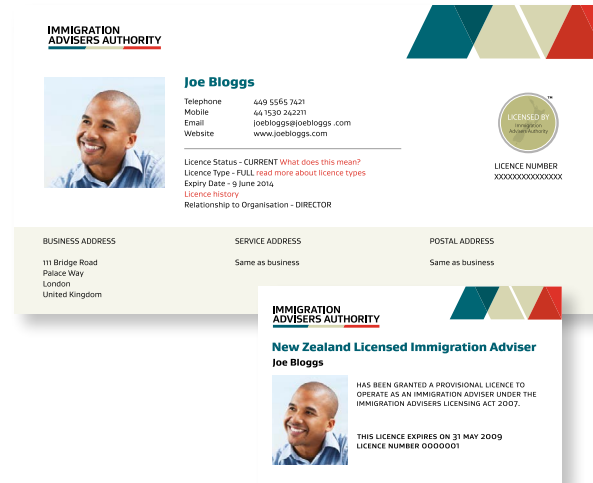 IMMIGRATION
ADVISERS AUTHORITY
Joe Bloggs
Telephone 449 5565 7421
Mobile 44 1530 242211
Email joebloggs@joebloggs .com
Website www.joebloggs.com
Licence Status - CURRENT What does this mean?
Licence Type - FULL read more about licence types
Expiry Date - 9 June 2014
Licence history
Relationship to Organisation - DIRECTOR
TM
LICENSED BY
Immigration
Advisers Authority
LICENCE NUMBER
XXXXXXXXXXXXXXX
BUSINESS ADDRESS
111 Bridge Road
Palace Way
London
United Kingdom
SERVICE ADDRESS
Same as business
POSTAL ADDRESS
Same as business
IMMIGRATION
ADVISERS AUTHORITY
New Zealand Licensed Immigration Adviser
Joe Bloggs
HAS BEEN GRANTED A PROVISIONAL LICENCE TO
OPERATE AS AN IMMIGRATION ADVISER UNDER THE
IMMIGRATION ADVISERS LICENSING ACT 2007.
THIS LICENCE EXPIRES ON 31 MAY 2009
LICENCE NUMBER 0000001